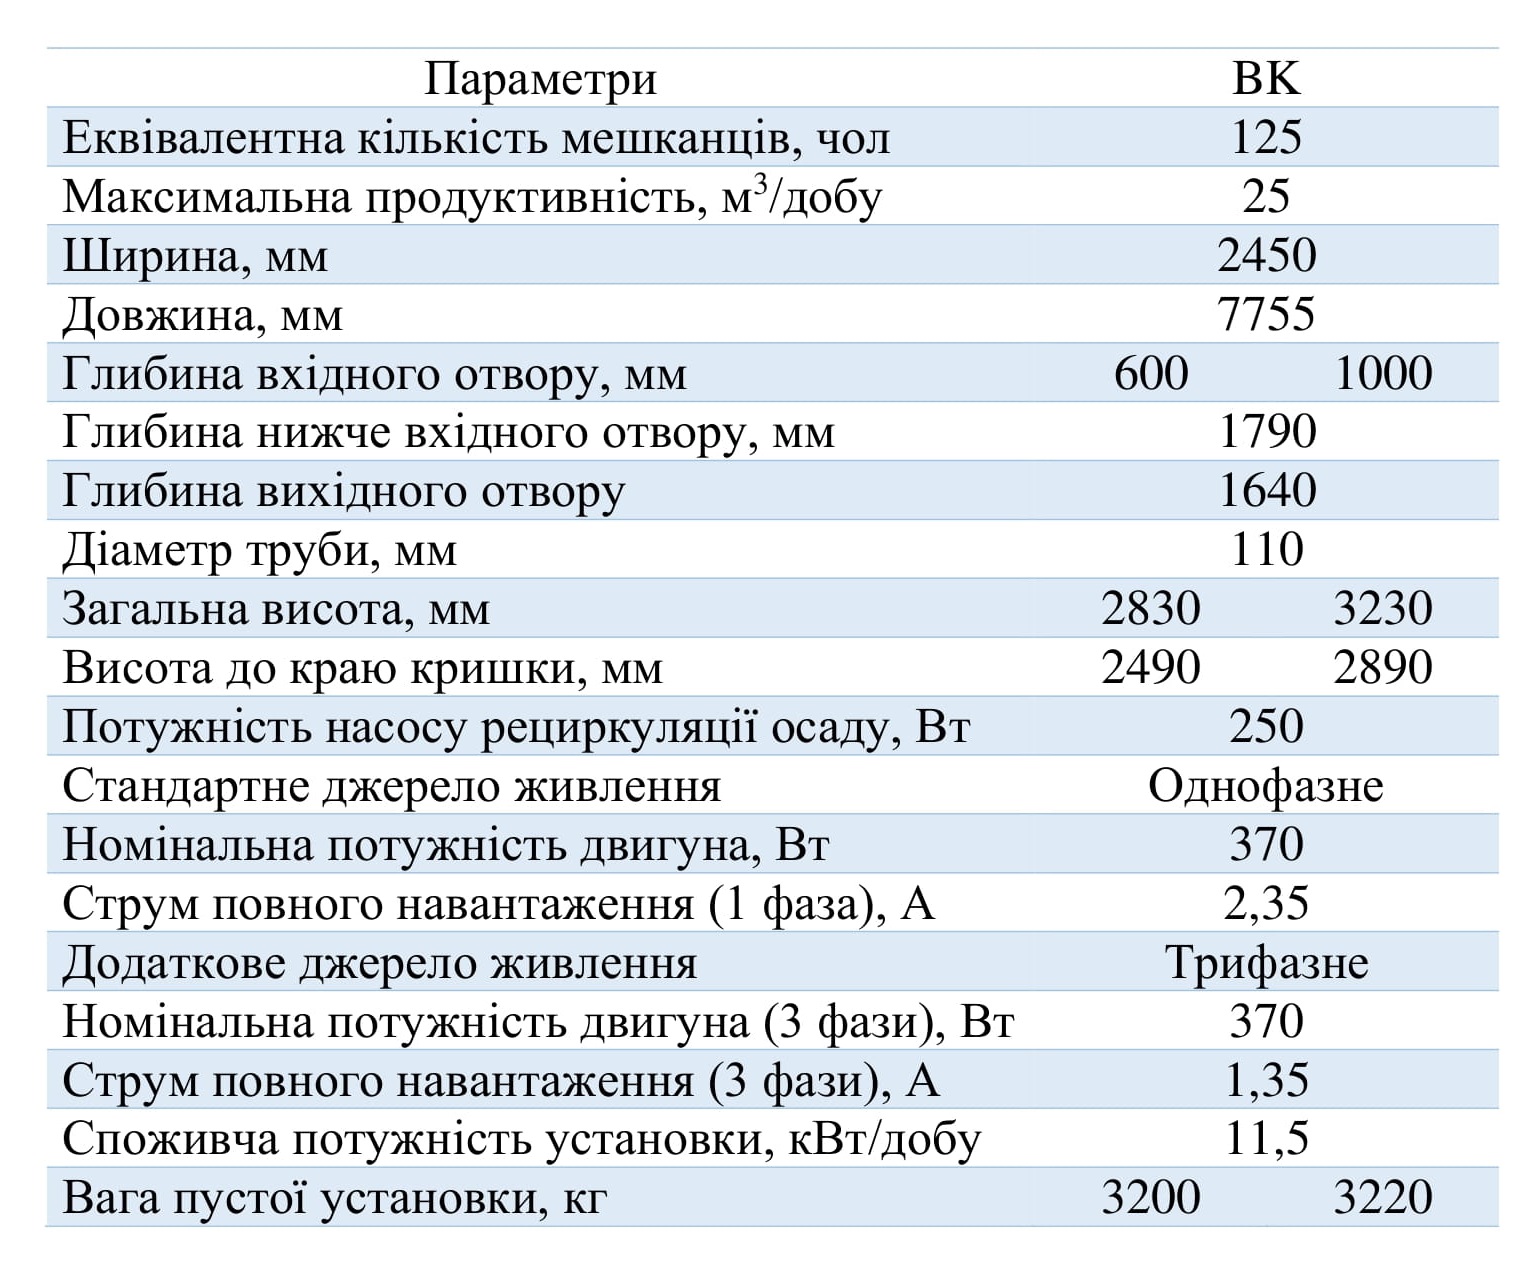 Параметри ВК
Еквівалентна кількість мешканців, чол 125
Максимальна продуктивність, м³/добу 25
Ширина, мм 2450
Довжина, мм 7755
Глибина вхідного отвору, мм 600 1000
Глибина нижче вхідного отвору, мм 1790
Глибина вихідного отвору 1640
Діаметр труби, мм 110
Загальна висота, мм 2830 3230
Висота до краю кришки, мм 2490 2890
Потужність насосу рециркуляції осаду, Вт 250
Стандартне джерело живлення Однофазне
Номінальна потужність двигуна, Вт 370
Струм повного навантаження (1 фаза), А 2,35
Додаткове джерело живлення Трифазне
Номінальна потужність двигуна (3 фази), Вт 370
Струм повного навантаження (3 фази), А 1,35
Споживча потужність установки, кВт/добу 11,5
Вага пустої установки, кг 3200 3220